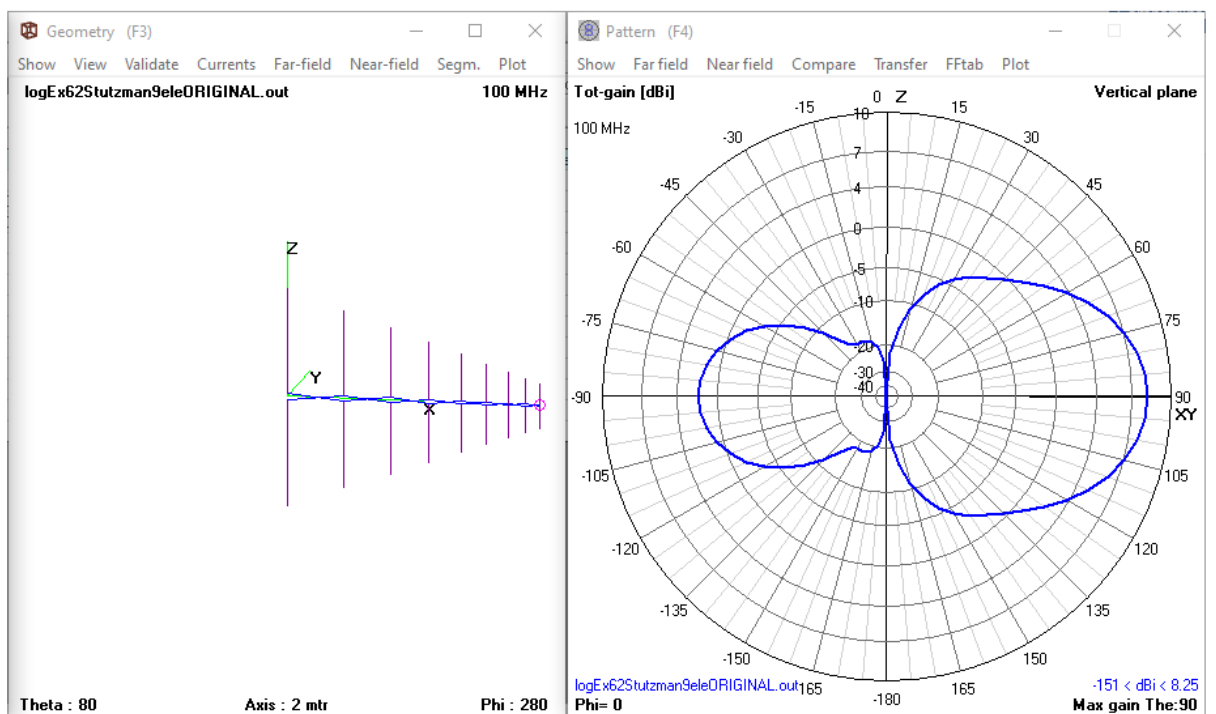 Geometry (F3)
Show View Validate Currents Far-field Near-field Segm. Plot
logEx62Stutzman9eleORIGINAL.out 100 MHz
Z
Y
X
Theta : 80 Axis : 2 mtr Phi : 280
Pattern (F4)
Show Far field Near field Compare Transfer FFtab Plot
Tot-gain [dBi] 0 Z Vertical plane
100 MHz
-15 10 15
-30 7 30
-45 4 45
-60 0 60
-75 -5 75
-10
-20
-30
-40
-90 90
XY
-105 105
-120 120
-135 135
-150 150
logEx62Stutzman9eleORIGINAL.out -165 -180 165 -151 < dBi < 8.25
Phi= 0 Max gain The:90